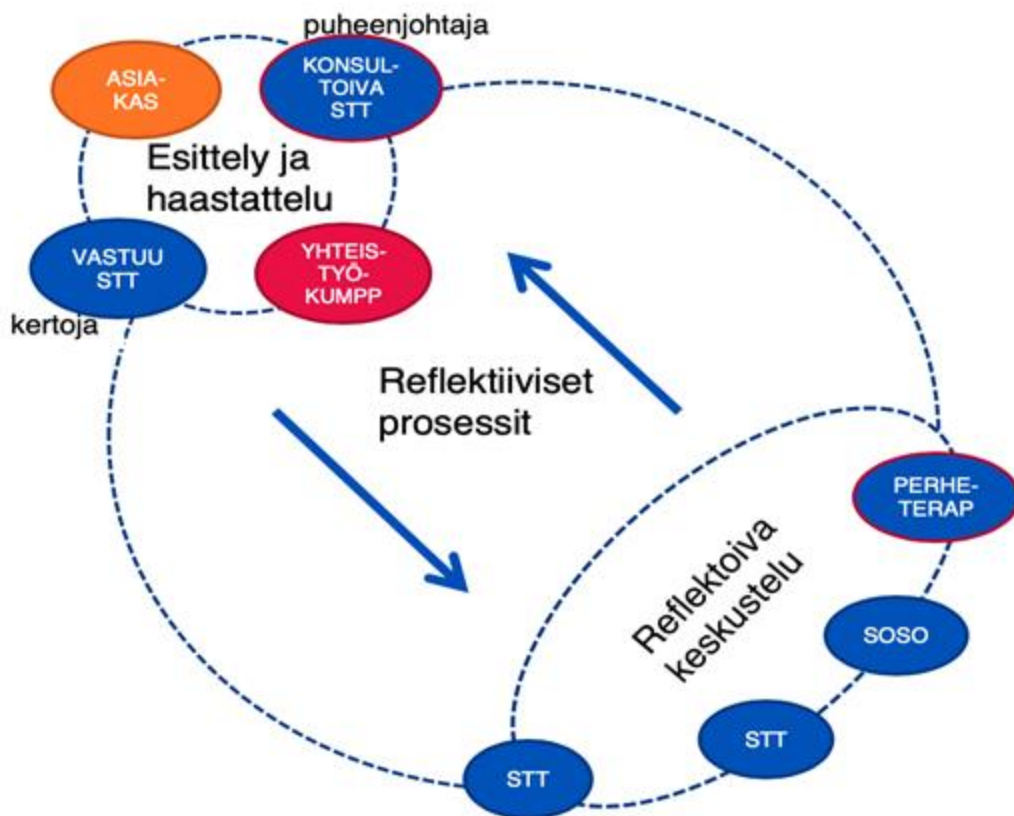 puheenjohtaja
ASIA-
KAS
KONSUL-
TOIVA
STT
Esittely ja
haastattelu
VASTUU
STT
YHTEIS-
TYÖ-
KUMPP
kertoja
Reflektiiviset
prosessit
PERHE-
TERAP
Reflektoiva
keskustelu
SOSO
STT
STT